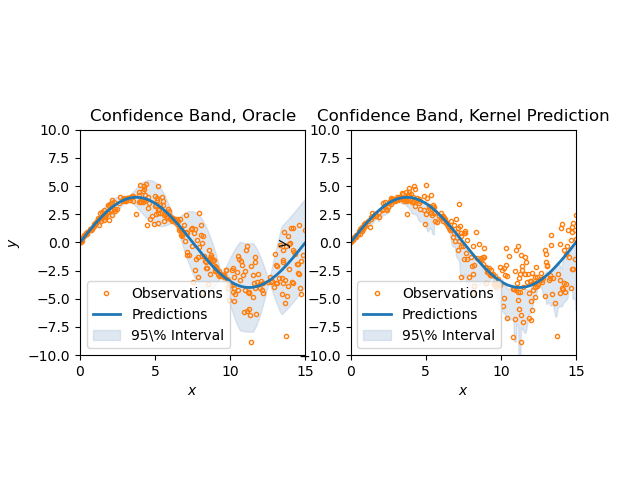 Confidence Band, Oracle
10.0
7.5
5.0
2.5
0.0
−2.5
−5.0
−7.5
−10.0
y
Observations
Predictions
95\% Interval
0
5
10
15
x
Confidence Band, Kernel Prediction
10.0
7.5
5.0
2.5
0.0
−2.5
−5.0
−7.5
−10.0
y
Observations
Predictions
95\% Interval
0
5
10
15
x